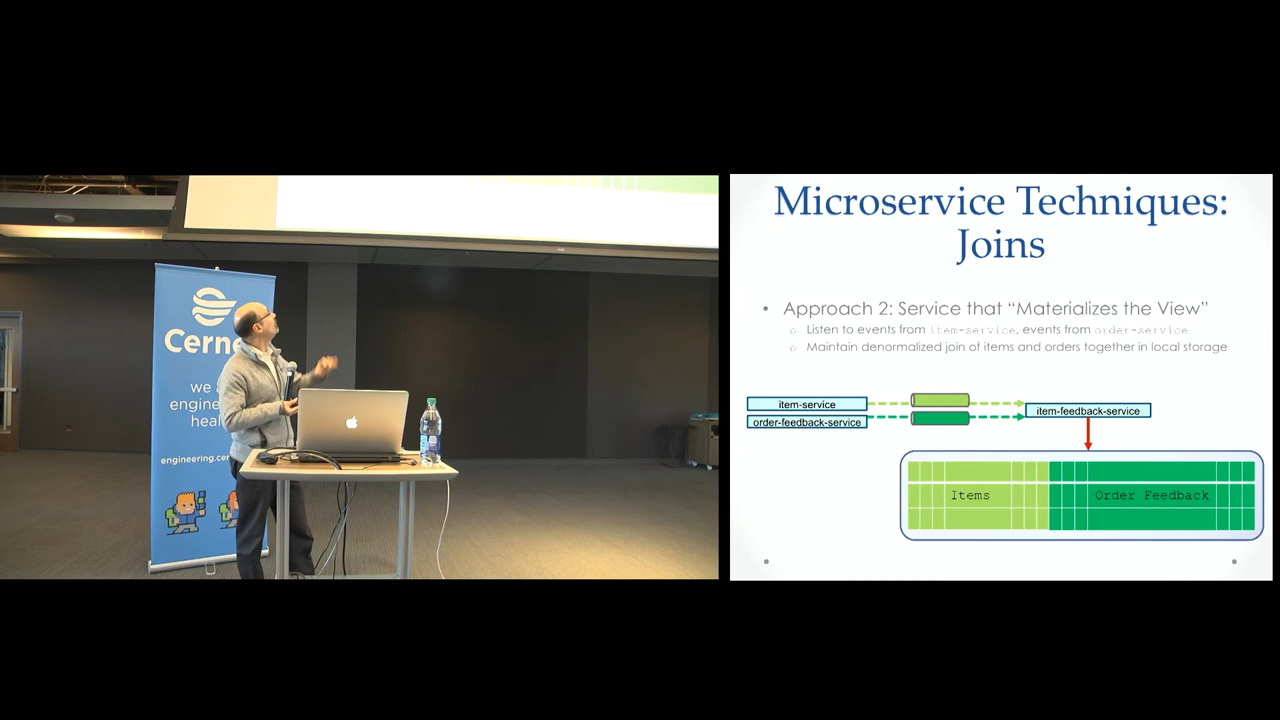 Cerne
we a
engine
heal
engineering.cer
Microservice Techniques:
Joins
• Approach 2: Service that “Materializes the View”
o Listen to events from item-service, events from order-service
o Maintain denormalized join of items and orders together in local storage
item-service
order-feedback-service
item-feedback-service
Items
Order Feedback